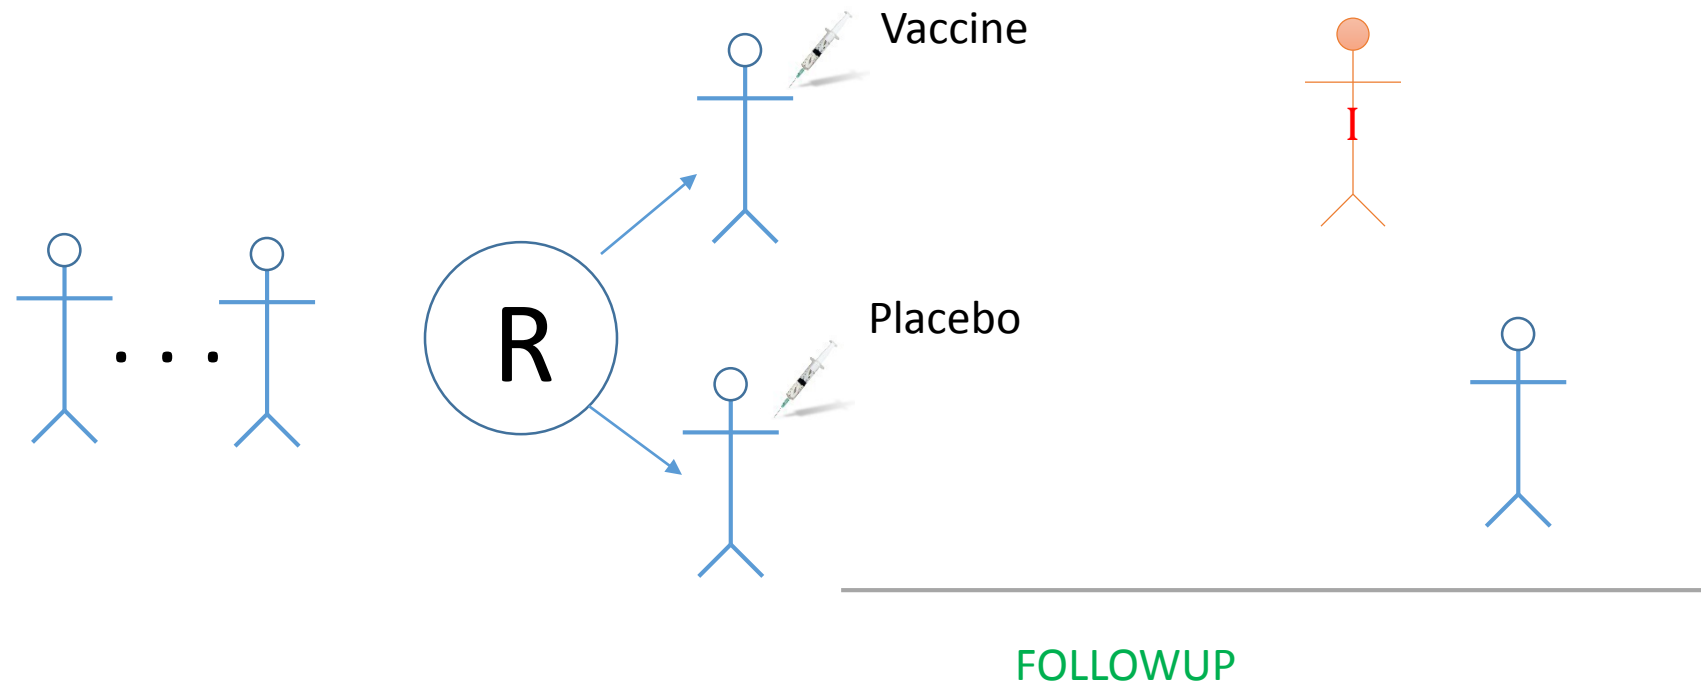 Vaccine
I
R
Placebo
. . .
FOLLOWUP